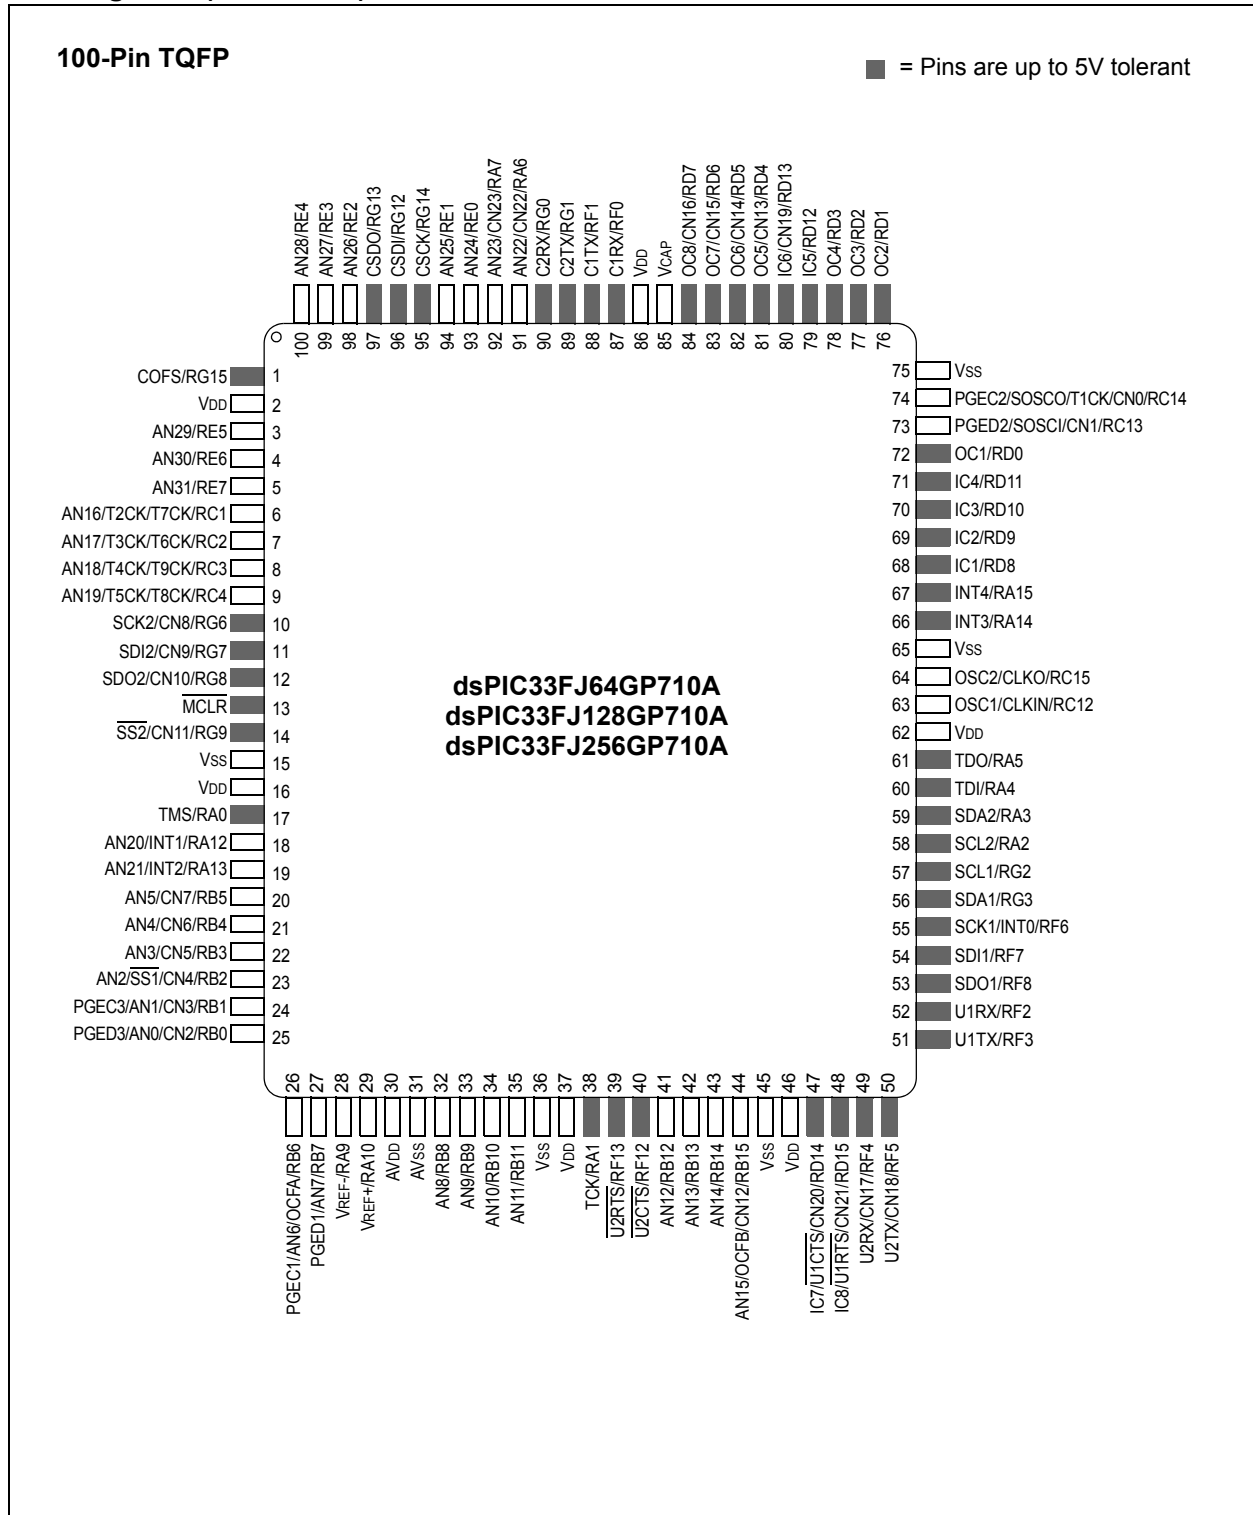 100-Pin TQFP
= Pins are up to 5V tolerant
AN28/RE4
AN27/RE3
AN26/RE2
CSDO/RG13
CSDI/RG12
CSCK/RG14
AN25/RE1
AN24/RE0
AN23/CN23/RA7
AN22/CN22/RA6
C2RX/RG0
C2TX/RG1
C1TX/RF1
C1RX/RF0
VDD
VCAP
OC8/CN16/RD7
OC7/CN15/RD6
OC6/CN14/RD5
OC5/CN13/RD4
IC6/CN19/RD13
IC5/RD12
OC4/RD3
OC3/RD2
OC2/RD1
100
99
98
97
96
95
94
93
92
91
90
89
88
87
86
85
84
83
82
81
80
79
78
77
76
COFS/RG15 1
VDD 2
AN29/RE5 3
AN30/RE6 4
AN31/RE7 5
AN16/T2CK/T7CK/RC1 6
AN17/T3CK/T6CK/RC2 7
AN18/T4CK/T9CK/RC3 8
AN19/T5CK/T8CK/RC4 9
SCK2/CN8/RG6 10
SDI2/CN9/RG7 11
SDO2/CN10/RG8 12
MCLR 13
SS2/CN11/RG9 14
VSS 15
VDD 16
TMS/RA0 17
AN20/INT1/RA12 18
AN21/INT2/RA13 19
AN5/CN7/RB5 20
AN4/CN6/RB4 21
AN3/CN5/RB3 22
AN2/SS1/CN4/RB2 23
PGEC3/AN1/CN3/RB1 24
PGED3/AN0/CN2/RB0 25
dsPIC33FJ64GP710A
dsPIC33FJ128GP710A
dsPIC33FJ256GP710A
75 VSS
74 PGEC2/SOSCO/T1CK/CN0/RC14
73 PGED2/SOSCI/CN1/RC13
72 OC1/RD0
71 IC4/RD11
70 IC3/RD10
69 IC2/RD9
68 IC1/RD8
67 INT4/RA15
66 INT3/RA14
65 VSS
64 OSC2/CLKO/RC15
63 OSC1/CLKIN/RC12
62 VDD
61 TDO/RA5
60 TDI/RA4
59 SDA2/RA3
58 SCL2/RA2
57 SCL1/RG2
56 SDA1/RG3
55 SCK1/INT0/RF6
54 SDI1/RF7
53 SDO1/RF8
52 U1RX/RF2
51 U1TX/RF3
26
27
28
29
30
31
32
33
34
35
36
37
38
39
40
41
42
43
44
45
46
47
48
49
50
PGEC1/AN6/OCFA/RB6
PGED1/AN7/RB7
VREF-/RA9
VREF+/RA10
AVDD
AVSS
AN8/RB8
AN9/RB9
AN10/RB10
AN11/RB11
VSS
VDD
TCK/RA1
U2RTS/RF13
U2CTS/RF12
AN12/RB12
AN13/RB13
AN14/RB14
AN15/OCFB/CN12/RB15
VSS
VDD
IC7/U1CTS/CN20/RD14
IC8/U1RTS/CN21/RD15
U2RX/CN17/RF4
U2TX/CN18/RF5